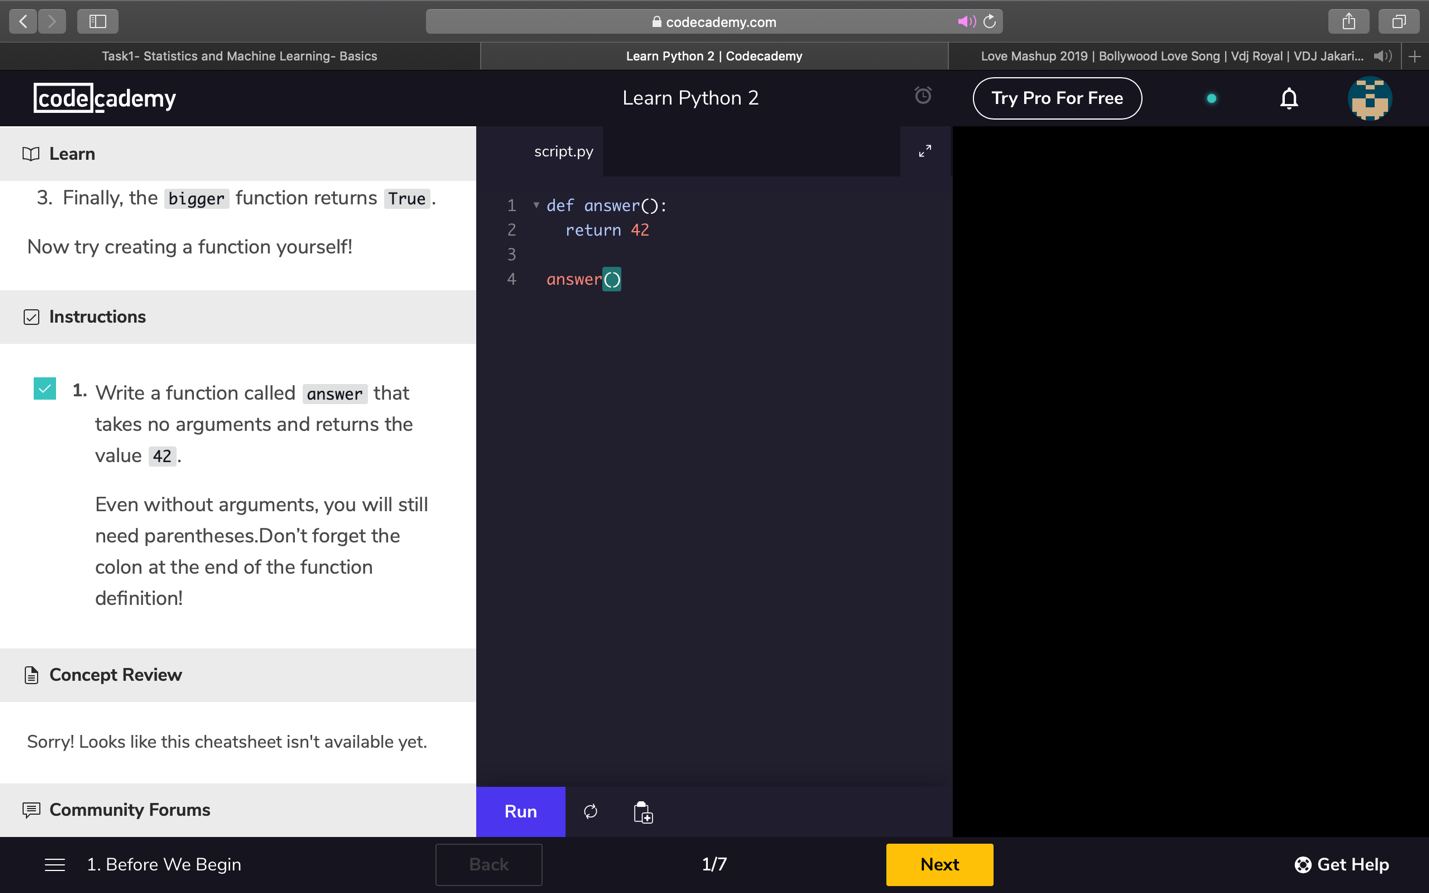 codecademy.com
Task1- Statistics and Machine Learning- Basics
Learn Python 2 | Codecademy
Love Mashup 2019 | Bollywood Love Song | Vdj Royal | VDJ Jakari...
codecademy
Learn Python 2
Try Pro For Free
Learn
3. Finally, the bigger function returns True.
Now try creating a function yourself!
Instructions
1. Write a function called answer that
takes no arguments and returns the
value 42.
Even without arguments, you will still
need parentheses.Don’t forget the
colon at the end of the function
definition!
Concept Review
Sorry! Looks like this cheatsheet isn't available yet.
Community Forums
script.py
1 def answer():
2 return 42
3
4 answer()
Run
1. Before We Begin
Back
1/7
Next
Get Help